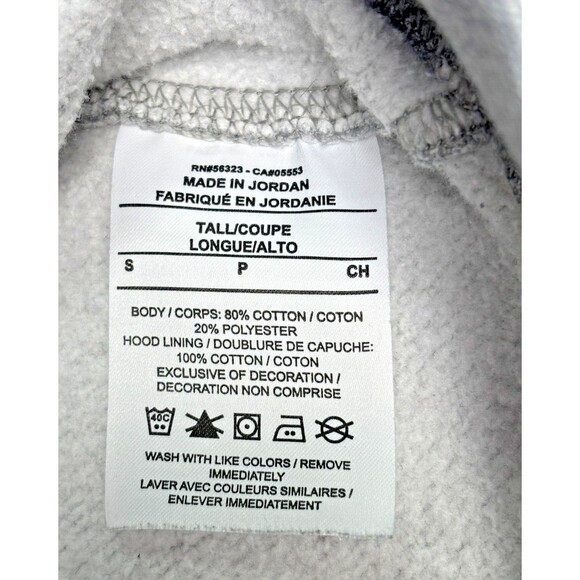 RN#56323 - CA#05553
MADE IN JORDAN
FABRIQUÉ EN JORDANIE
TALL/COUPE
LONGUE/ALTO
S P CH
BODY / CORPS: 80% COTTON / COTON
20% POLYESTER
HOOD LINING / DOUBLURE DE CAPUCHE:
100% COTTON / COTON
EXCLUSIVE OF DECORATION /
DECORATION NON COMPRISE
40C
WASH WITH LIKE COLORS / REMOVE
IMMEDIATELY
LAVER AVEC COULEURS SIMILAIRES /
ENLEVER IMMEDIATEMENT